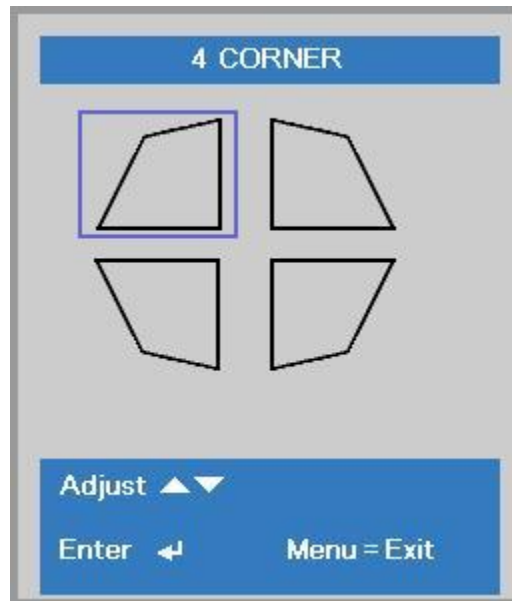 4 CORNER
Adjust ▲▼
Enter ↵ Menu = Exit